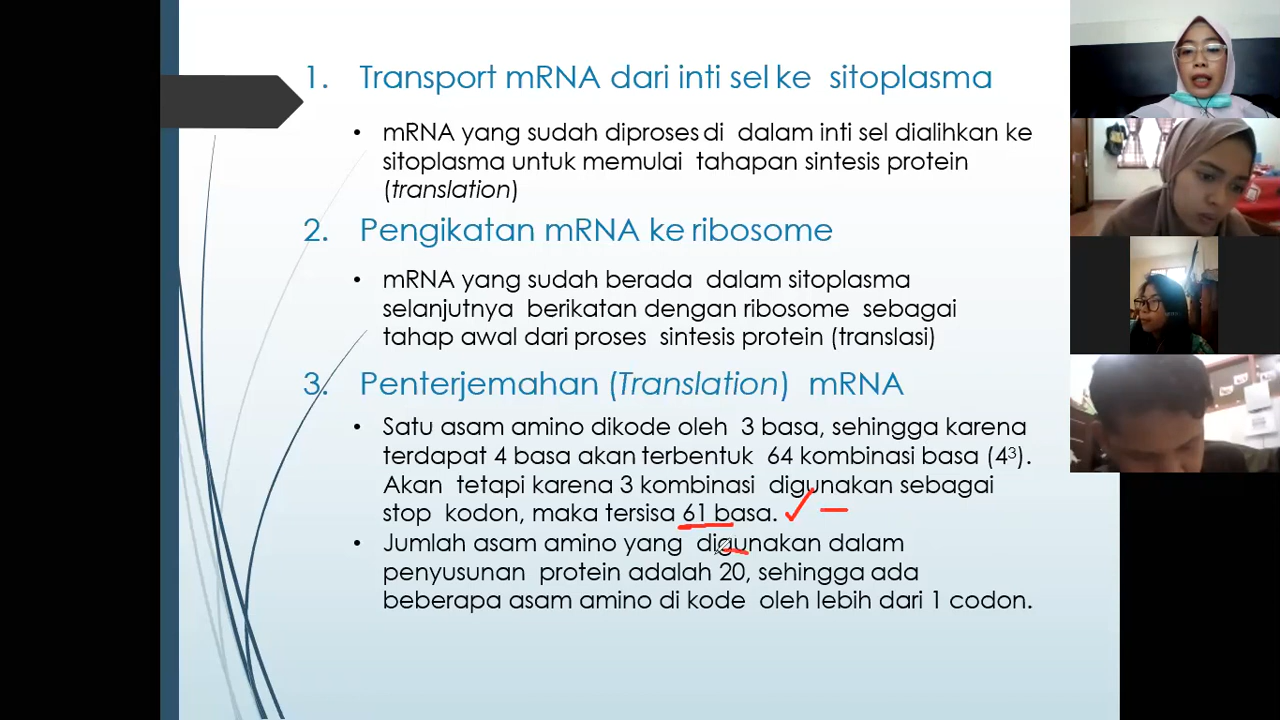 1. Transport mRNA dari inti sel ke sitoplasma
• mRNA yang sudah diproses di dalam inti sel dialihkan ke
sitoplasma untuk memulai tahapan sintesis protein
(translation)
2. Pengikatan mRNA ke ribosome
• mRNA yang sudah berada dalam sitoplasma
selanjutnya berikatan dengan ribosome sebagai
tahap awal dari proses sintesis protein (translasi)
3. Penterjemahan (Translation) mRNA
• Satu asam amino dikode oleh 3 basa, sehingga karena
terdapat 4 basa akan terbentuk 64 kombinasi basa (4³).
Akan tetapi karena 3 kombinasi digunakan sebagai
stop kodon, maka tersisa 61 basa.
• Jumlah asam amino yang digunakan dalam
penyusunan protein adalah 20, sehingga ada
beberapa asam amino di kode oleh lebih dari 1 codon.